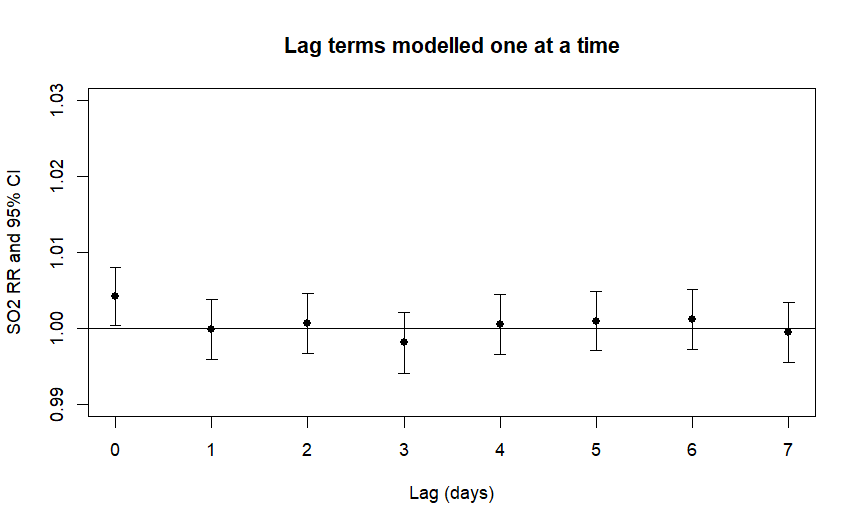 Lag terms modelled one at a time
SO2 RR and 95% CI
1.03
1.02
1.01
1.00
0.99
0 1 2 3 4 5 6 7
Lag (days)